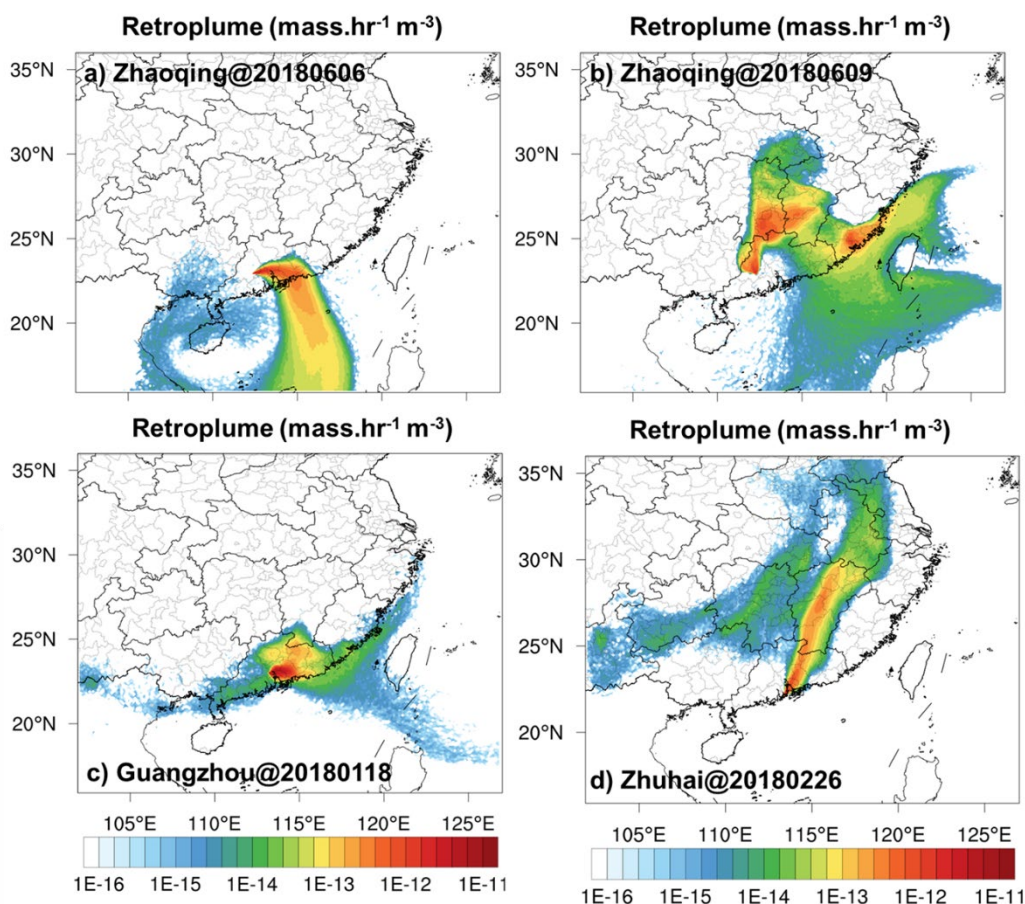 Retroplume (mass.hr-1 m-3)
Retroplume (mass.hr-1 m-3)
35°N
a) Zhaoqing@20180606
30°N
25°N
20°N
35°N
b) Zhaoqing@20180609
30°N
25°N
20°N
Retroplume (mass.hr-1 m-3)
Retroplume (mass.hr-1 m-3)
35°N
30°N
25°N
20°N
c) Guangzhou@20180118
35°N
30°N
25°N
20°N
d) Zhuhai@20180226
105°E 110°E 115°E 120°E 125°E
105°E 110°E 115°E 120°E 125°E
1E-16 1E-15 1E-14 1E-13 1E-12 1E-11
1E-16 1E-15 1E-14 1E-13 1E-12 1E-11